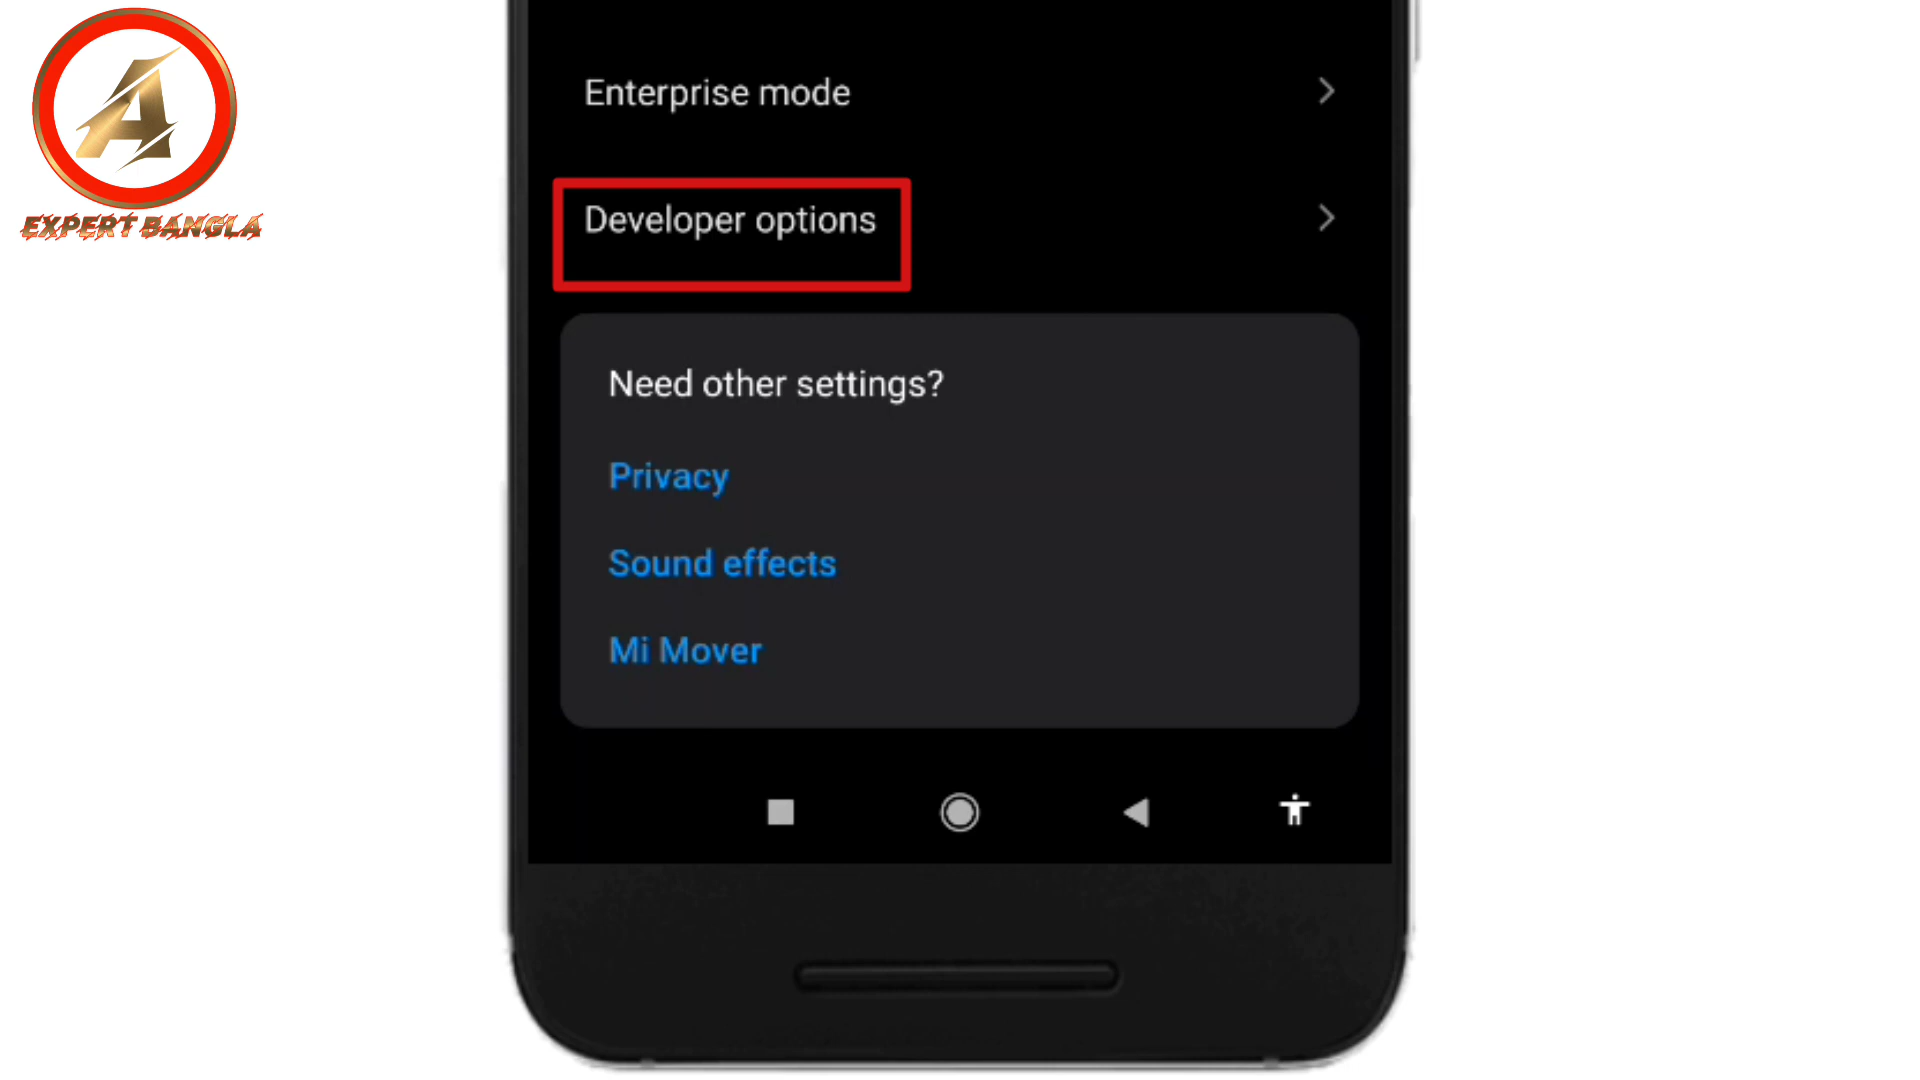 A
EXPERT BANGLA
Enterprise mode
Developer options
Need other settings?
Privacy
Sound effects
Mi Mover